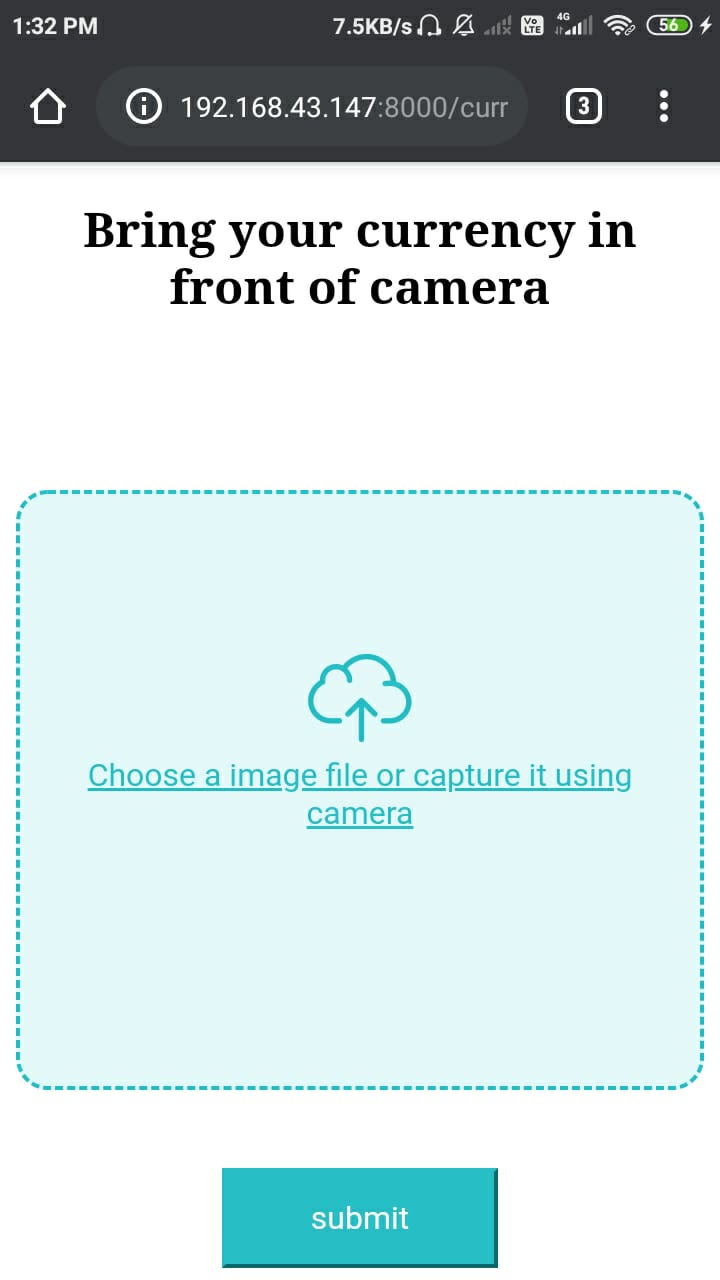 1:32 PM 7.5KB/s Vo LTE 4G 56
192.168.43.147:8000/curr 3
Bring your currency in
front of camera
Choose a image file or capture it using
camera
submit